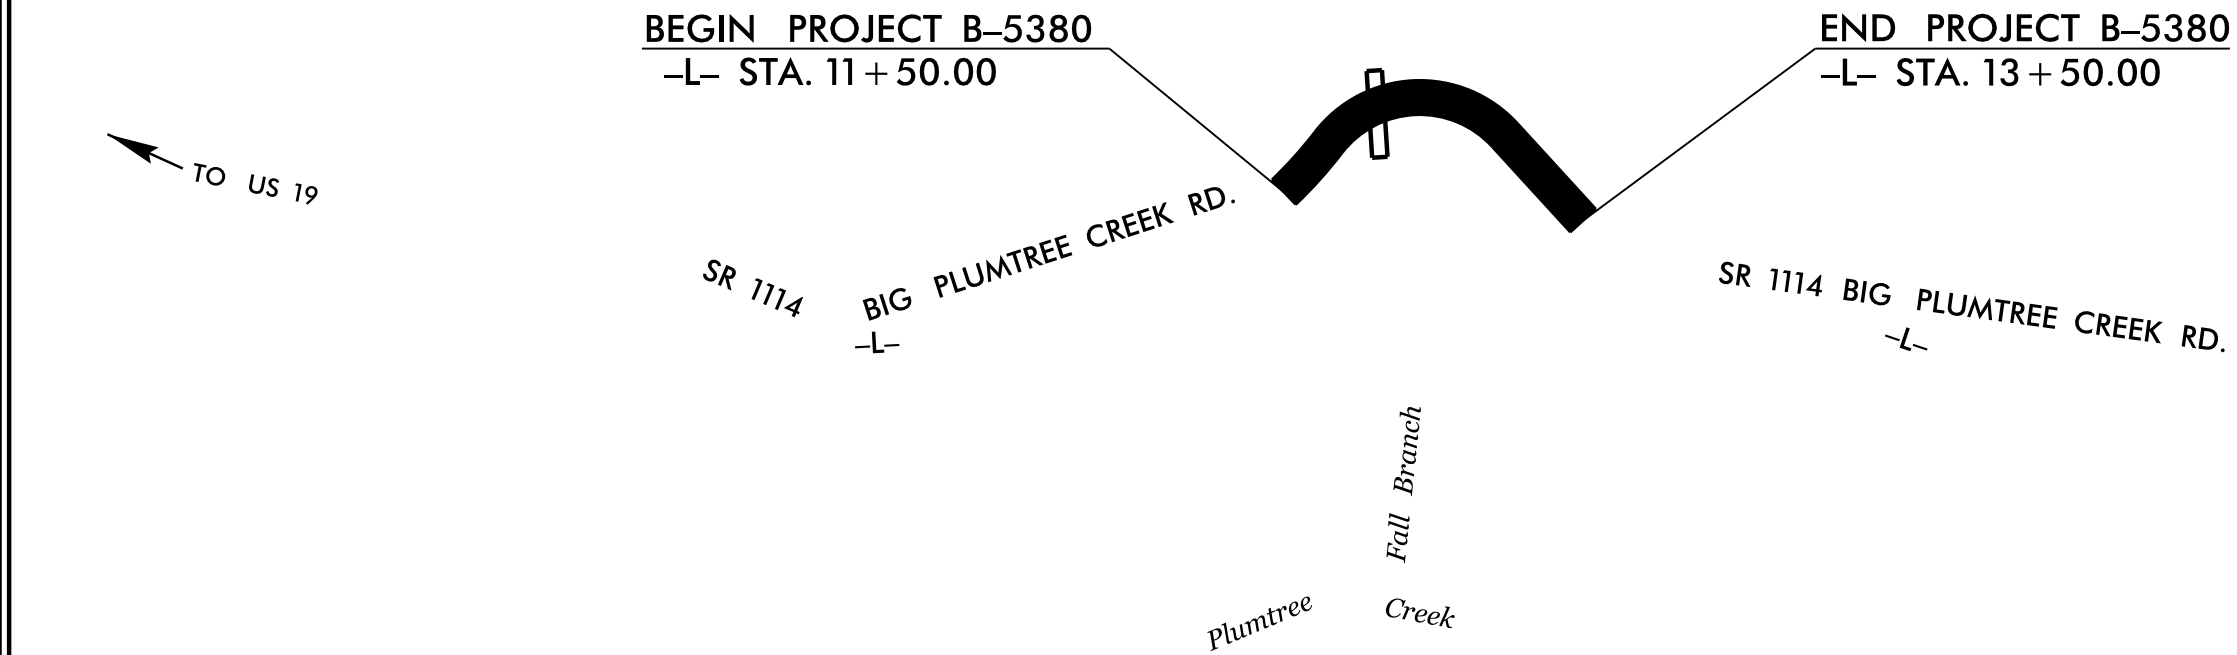 BEGIN PROJECT B–5380
–L– STA. 11+50.00
END PROJECT B–5380
–L– STA. 13+50.00
TO US 19
SR 1114
BIG PLUMTREE CREEK RD.
–L–
SR 1114 BIG PLUMTREE CREEK RD.
–L–
Fall Branch
Plumtree Creek